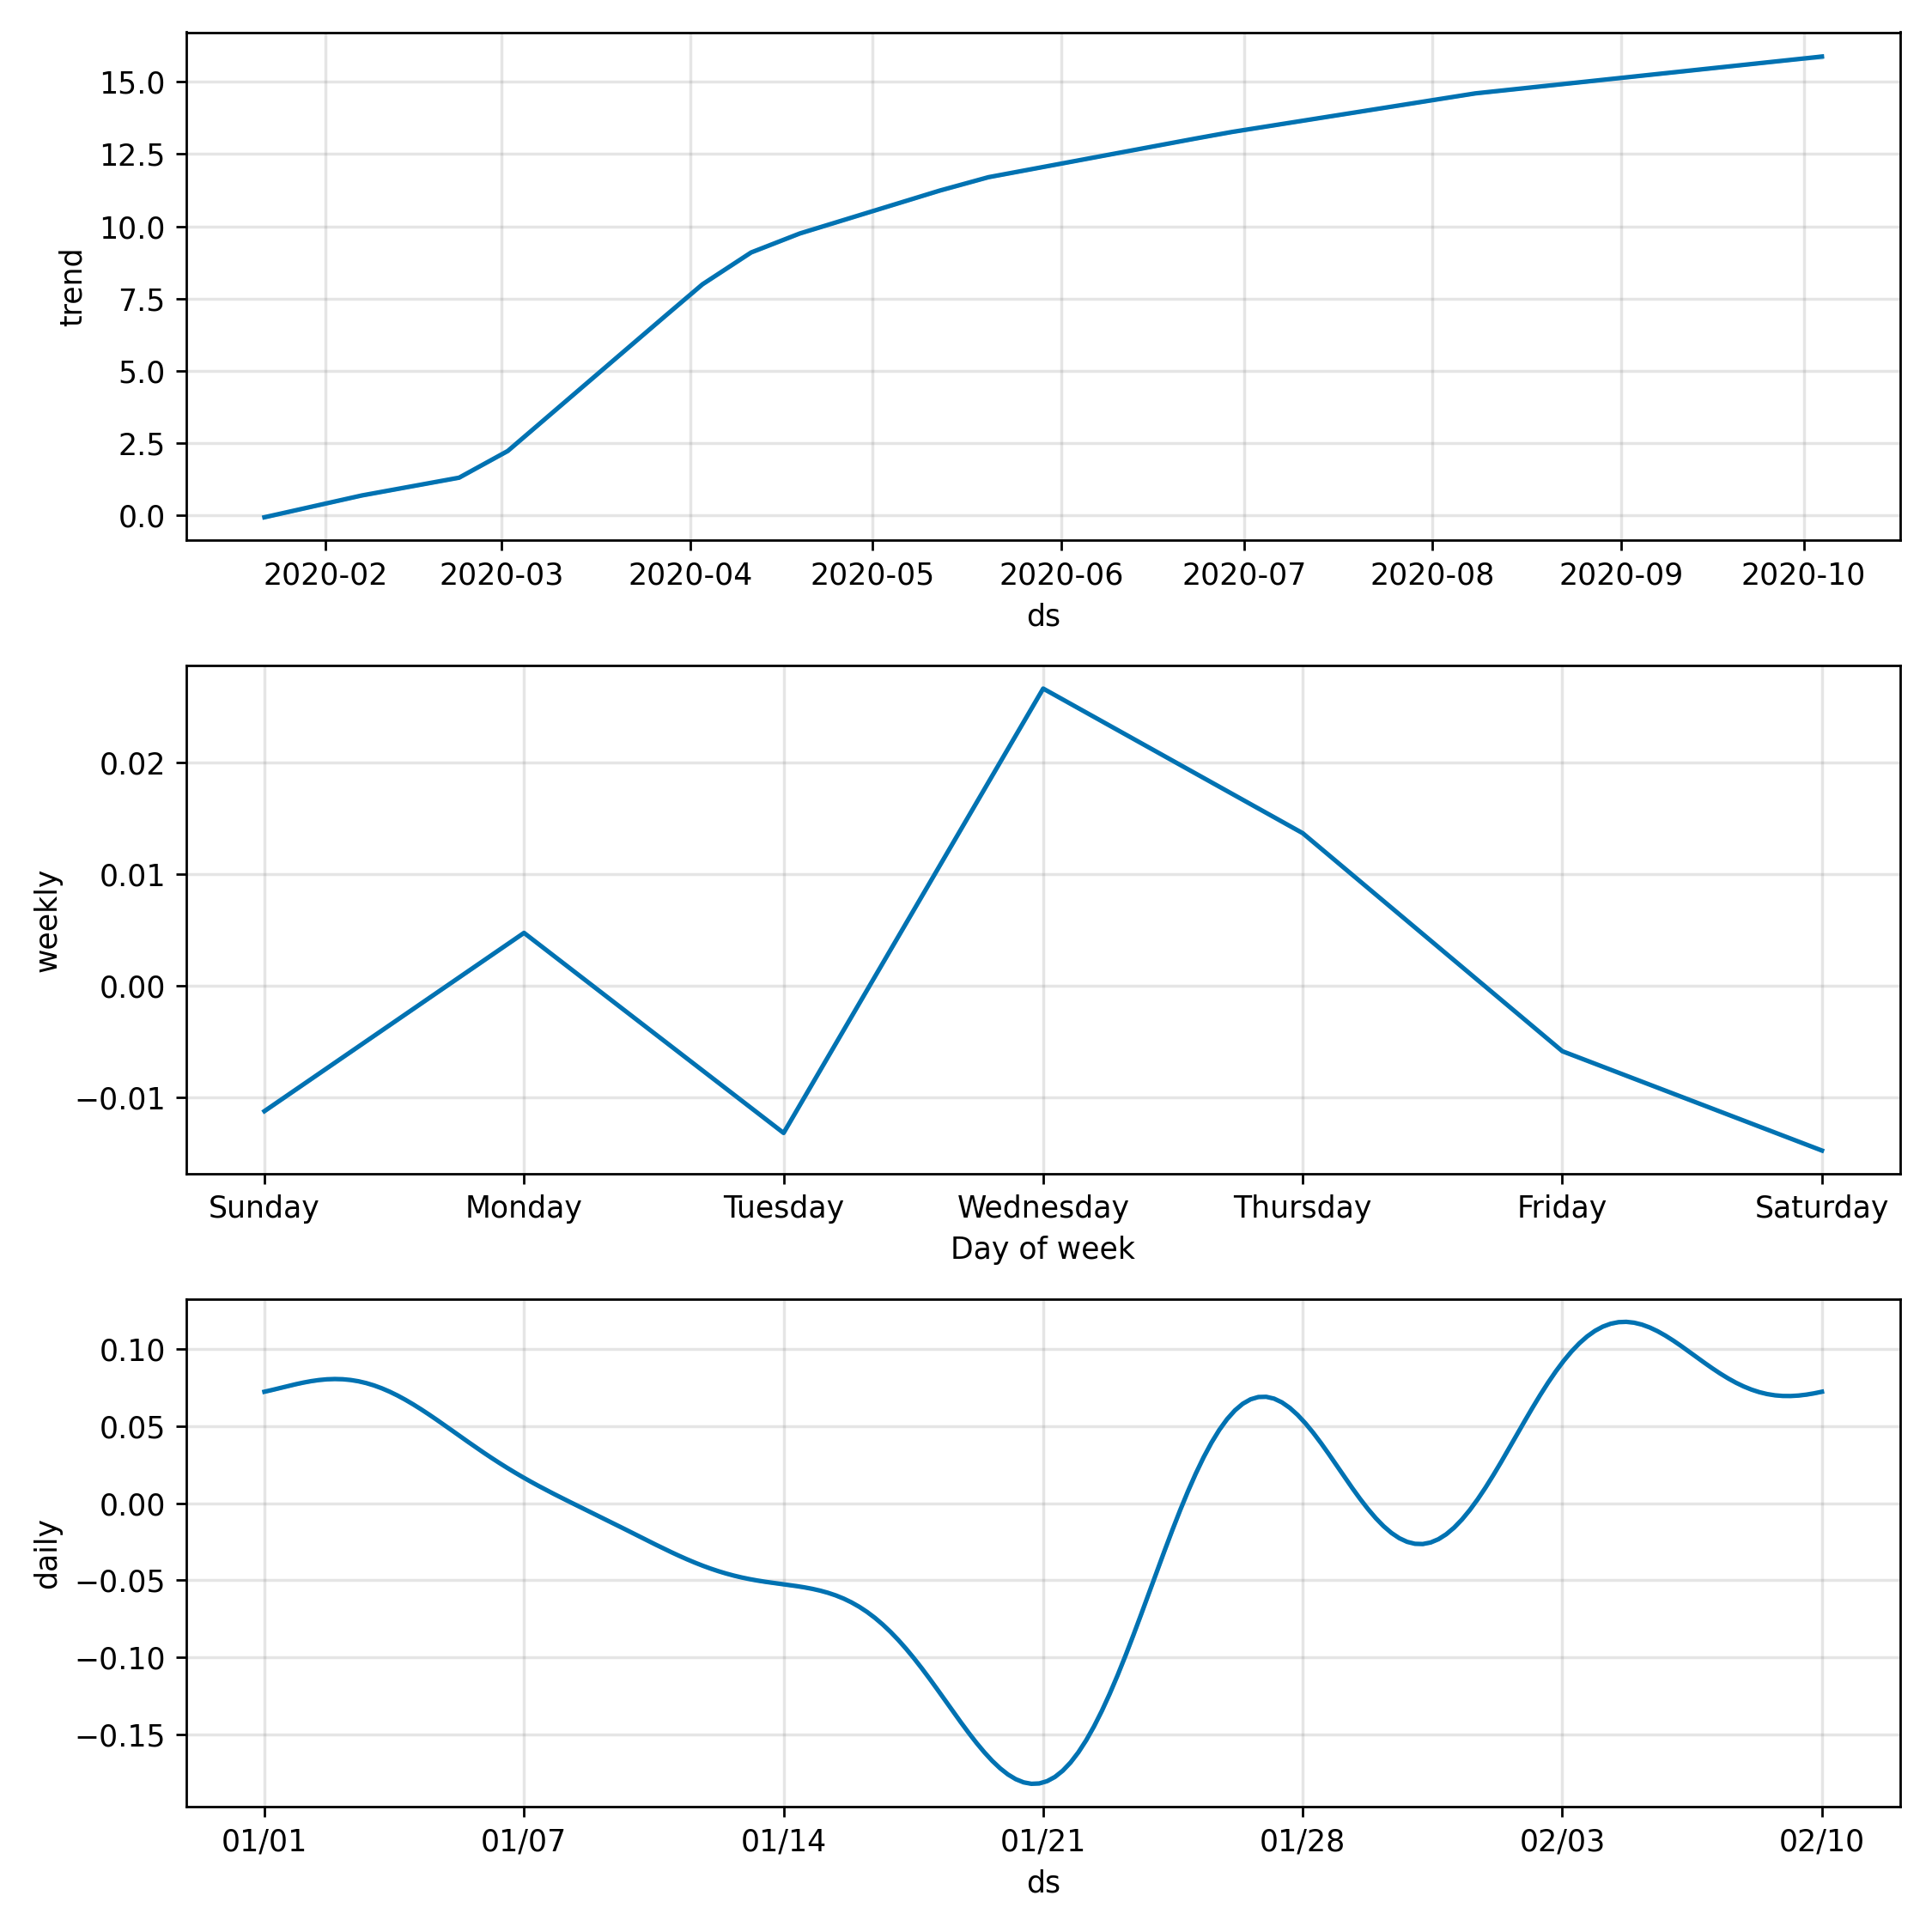 15.0
12.5
10.0
7.5
5.0
2.5
0.0
trend
2020-02 2020-03 2020-04 2020-05 2020-06 2020-07 2020-08 2020-09 2020-10
ds
0.02
0.01
0.00
−0.01
weekly
Sunday Monday Tuesday Wednesday Thursday Friday Saturday
Day of week
0.10
0.05
0.00
−0.05
−0.10
−0.15
daily
01/01 01/07 01/14 01/21 01/28 02/03 02/10
ds